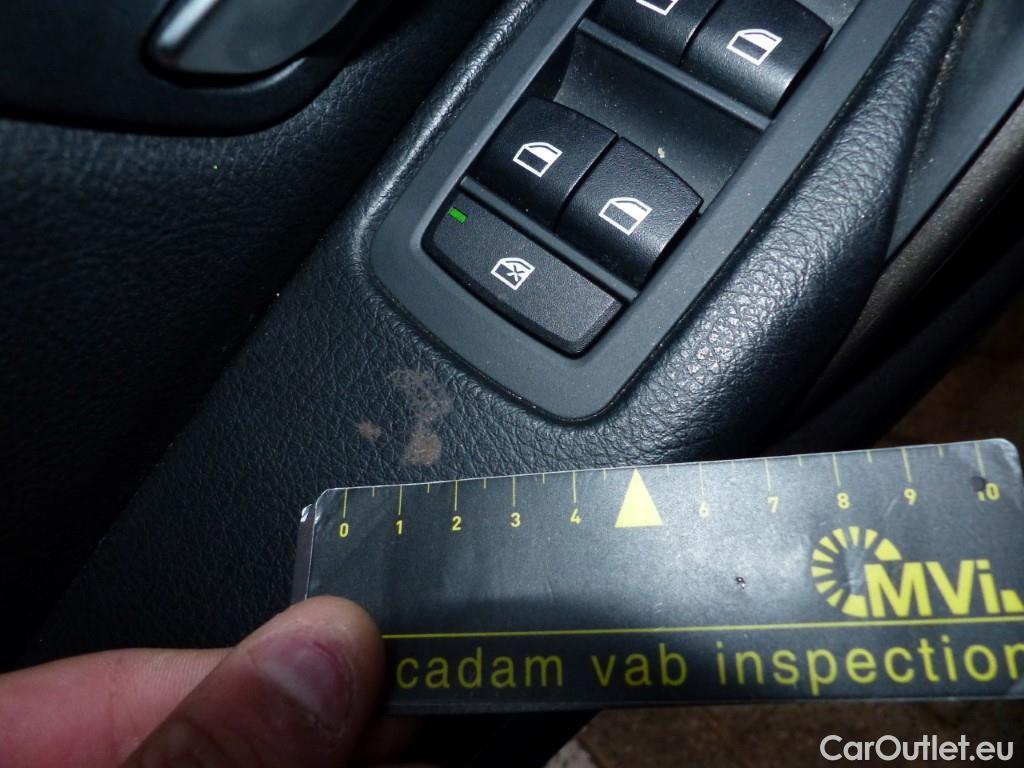 0 1 2 3 4 6 7 8 9 10
MVi
cadam vab inspection
CarOutlet.eu